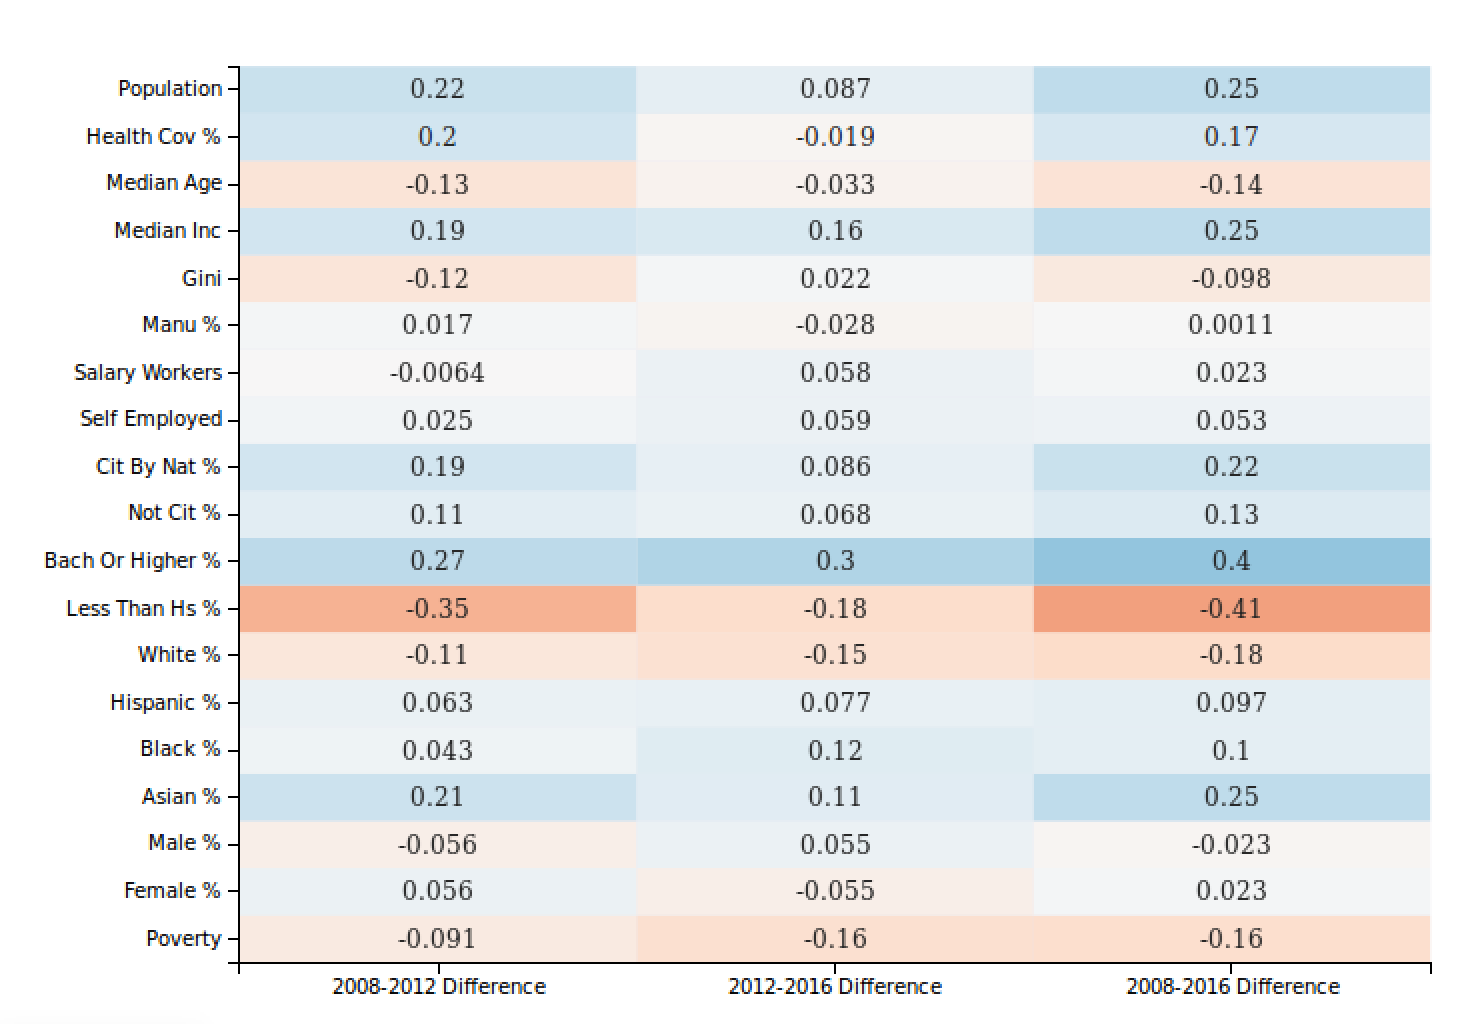 Population 0.22 0.087 0.25
Health Cov % 0.2 -0.019 0.17
Median Age -0.13 -0.033 -0.14
Median Inc 0.19 0.16 0.25
Gini -0.12 0.022 -0.098
Manu % 0.017 -0.028 0.0011
Salary Workers -0.0064 0.058 0.023
Self Employed 0.025 0.059 0.053
Cit By Nat % 0.19 0.086 0.22
Not Cit % 0.11 0.068 0.13
Bach Or Higher % 0.27 0.3 0.4
Less Than Hs % -0.35 -0.18 -0.41
White % -0.11 -0.15 -0.18
Hispanic % 0.063 0.077 0.097
Black % 0.043 0.12 0.1
Asian % 0.21 0.11 0.25
Male % -0.056 0.055 -0.023
Female % 0.056 -0.055 0.023
Poverty -0.091 -0.16 -0.16
2008-2012 Difference 2012-2016 Difference 2008-2016 Difference